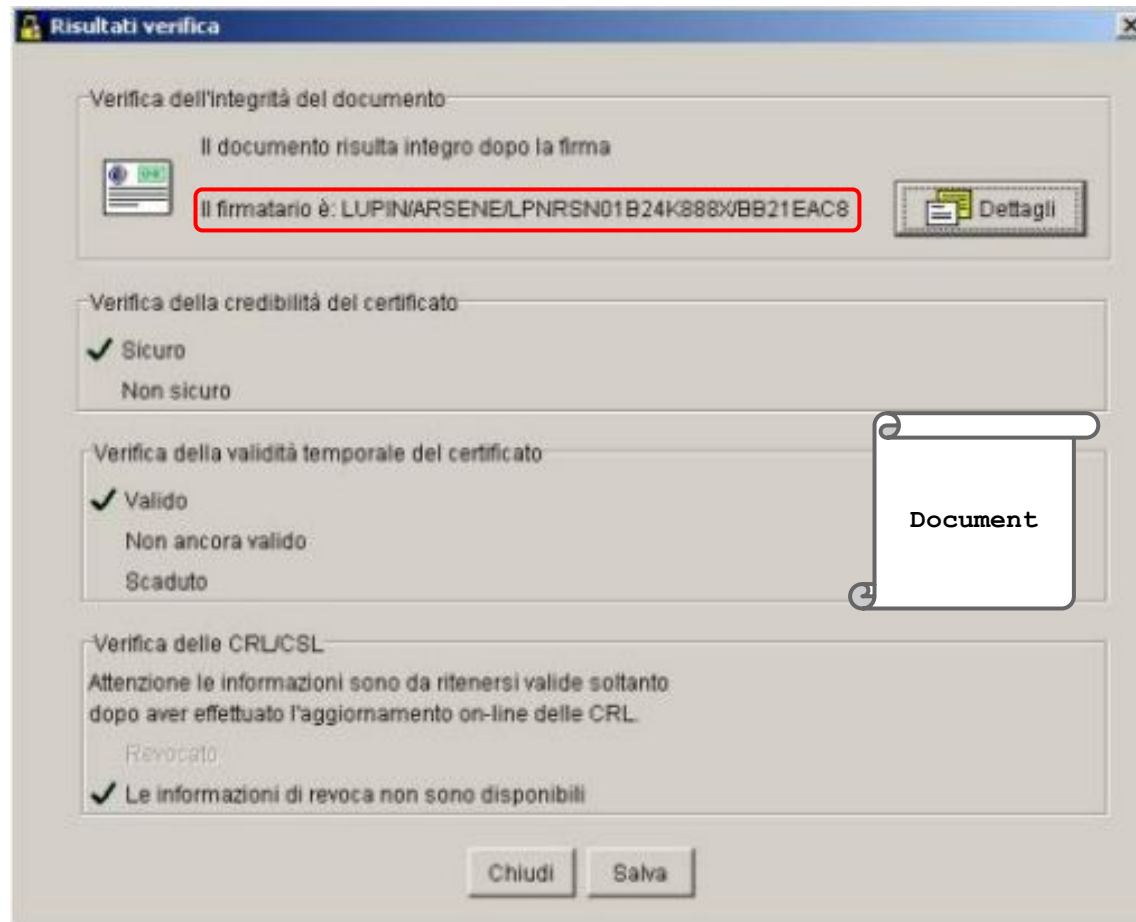 Risultati verifica
Verifica dell'integrità del documento
Il documento risulta integro dopo la firma
Il firmatario è: LUPIN/ARSENE/LPNRSN01B24K888X/BB21EAC8
Dettagli
Verifica della credibilità del certificato
Sicuro
Non sicuro
Verifica della validità temporale del certificato
Valido
Non ancora valido
Scaduto
Document
Verifica delle CRL/CSL
Attenzione le informazioni sono da ritenersi valide soltanto
dopo aver effettuato l'aggiornamento on-line delle CRL.
Revocato
Le informazioni di revoca non sono disponibili
Chiudi
Salva